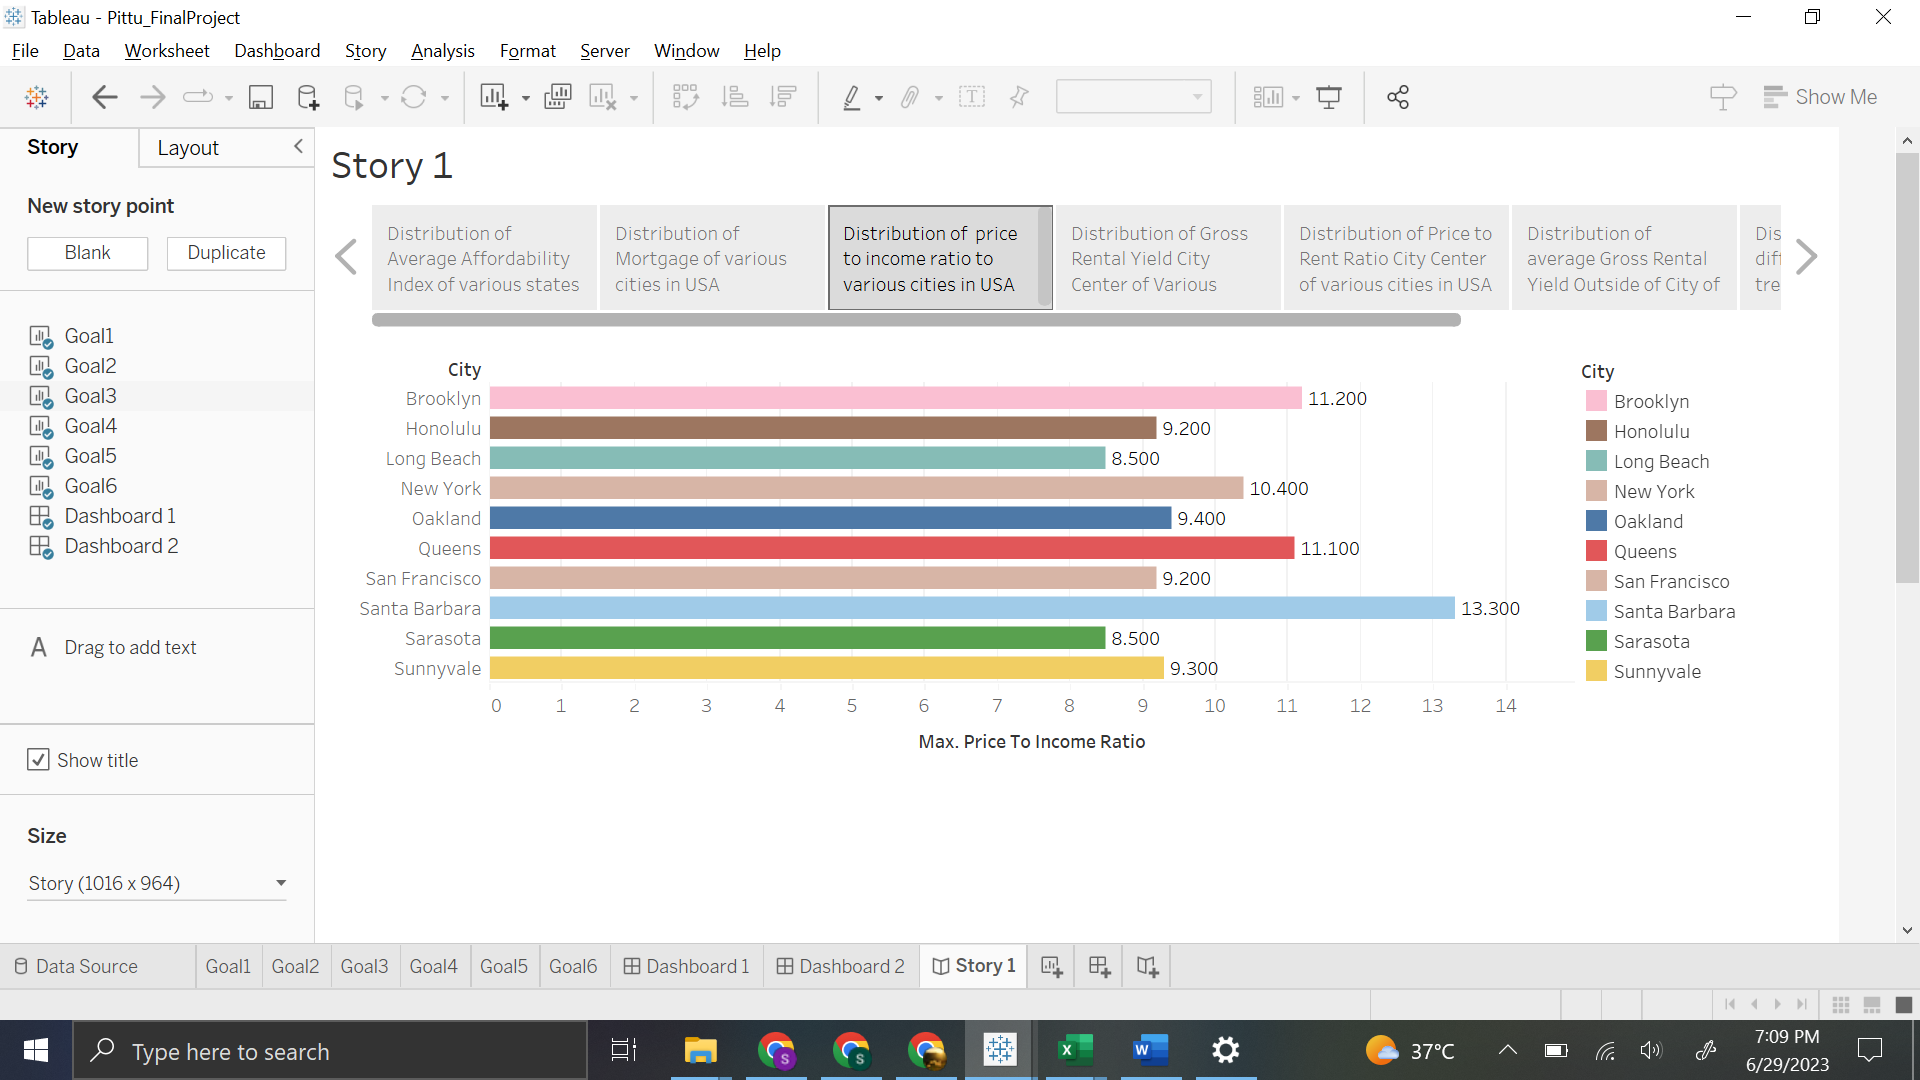 Tableau - Pittu_FinalProject
File Data Worksheet Dashboard Story Analysis Format Server Window Help
Show Me
Story Layout
New story point
Blank Duplicate
Goal1
Goal2
Goal3
Goal4
Goal5
Goal6
Dashboard 1
Dashboard 2
A Drag to add text
Show title
Size
Story (1016 x 964)
Story 1
Distribution of
Average Affordability
Index of various states
Distribution of
Mortgage of various
cities in USA
Distribution of  price
to income ratio to
various cities in USA
Distribution of Gross
Rental Yield City
Center of Various
Distribution of Price to
Rent Ratio City Center
of various cities in USA
Distribution of
average Gross Rental
Yield Outside of City of
Dis
dif
tre
City
Brooklyn 11.200
Honolulu 9.200
Long Beach 8.500
New York 10.400
Oakland 9.400
Queens 11.100
San Francisco 9.200
Santa Barbara 13.300
Sarasota 8.500
Sunnyvale 9.300
0 1 2 3 4 5 6 7 8 9 10 11 12 13 14
Max. Price To Income Ratio
City
Brooklyn
Honolulu
Long Beach
New York
Oakland
Queens
San Francisco
Santa Barbara
Sarasota
Sunnyvale
Data Source Goal1 Goal2 Goal3 Goal4 Goal5 Goal6 Dashboard 1 Dashboard 2 Story 1
Type here to search
37°C
7:09 PM
6/29/2023